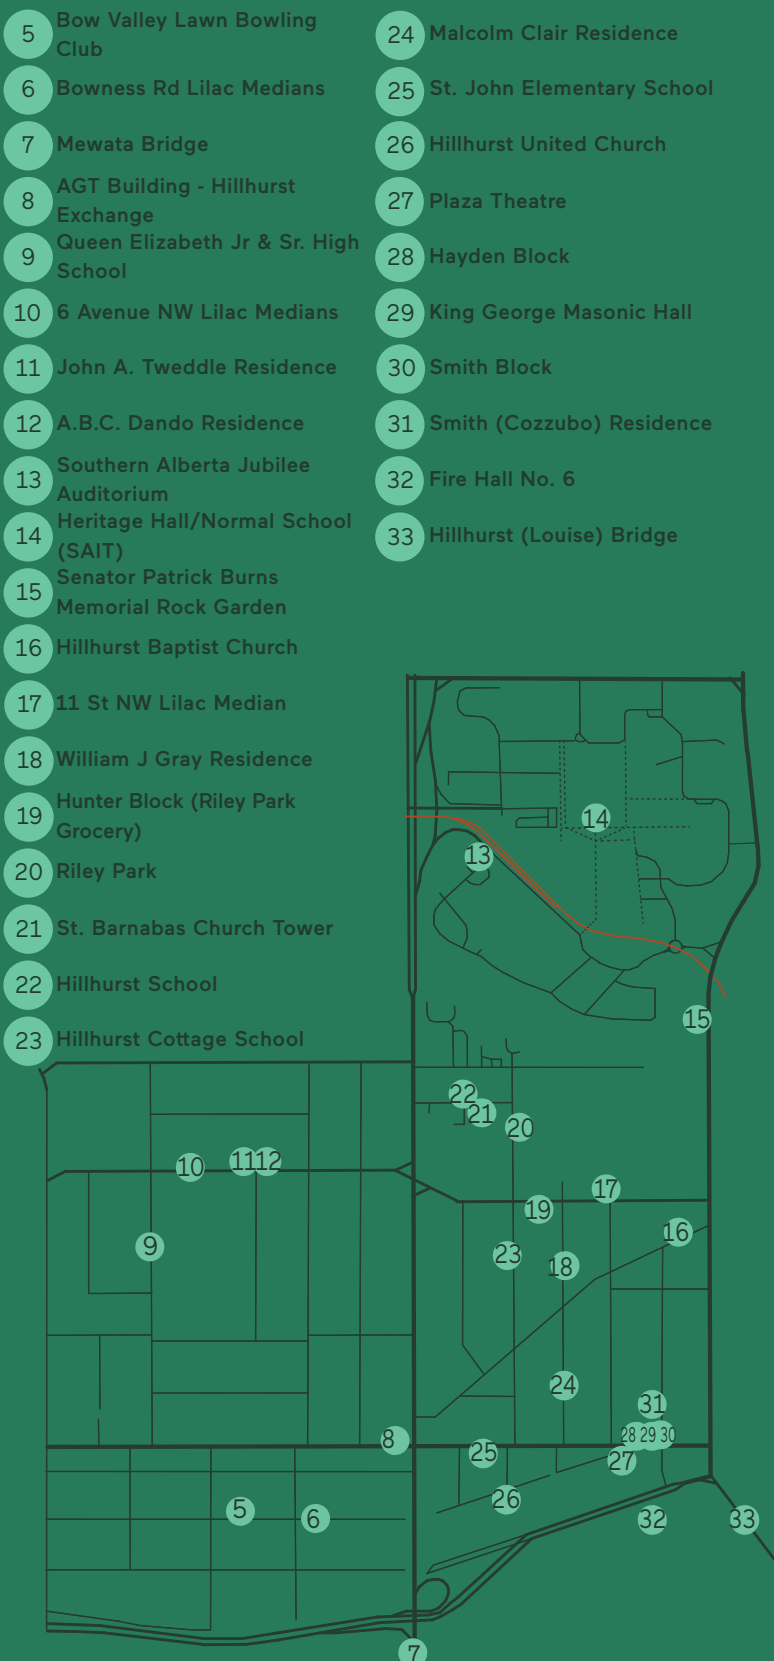 5 Bow Valley Lawn Bowling
Club
6 Bowness Rd Lilac Medians
7 Mewata Bridge
8 AGT Building - Hillhurst
Exchange
9 Queen Elizabeth Jr & Sr. High
School
10 6 Avenue NW Lilac Medians
11 John A. Tweddle Residence
12 A.B.C. Dando Residence
13 Southern Alberta Jubilee
Auditorium
14 Heritage Hall/Normal School
(SAIT)
15 Senator Patrick Burns
Memorial Rock Garden
16 Hillhurst Baptist Church
17 11 St NW Lilac Median
18 William J Gray Residence
19 Hunter Block (Riley Park
Grocery)
20 Riley Park
21 St. Barnabas Church Tower
22 Hillhurst School
23 Hillhurst Cottage School
24 Malcolm Clair Residence
25 St. John Elementary School
26 Hillhurst United Church
27 Plaza Theatre
28 Hayden Block
29 King George Masonic Hall
30 Smith Block
31 Smith (Cozzubo) Residence
32 Fire Hall No. 6
33 Hillhurst (Louise) Bridge
14
13
15
22
21
20
10
11
12
17
19
16
9
23
18
24
31
8
28
29
30
25
27
26
5
6
32
33
7